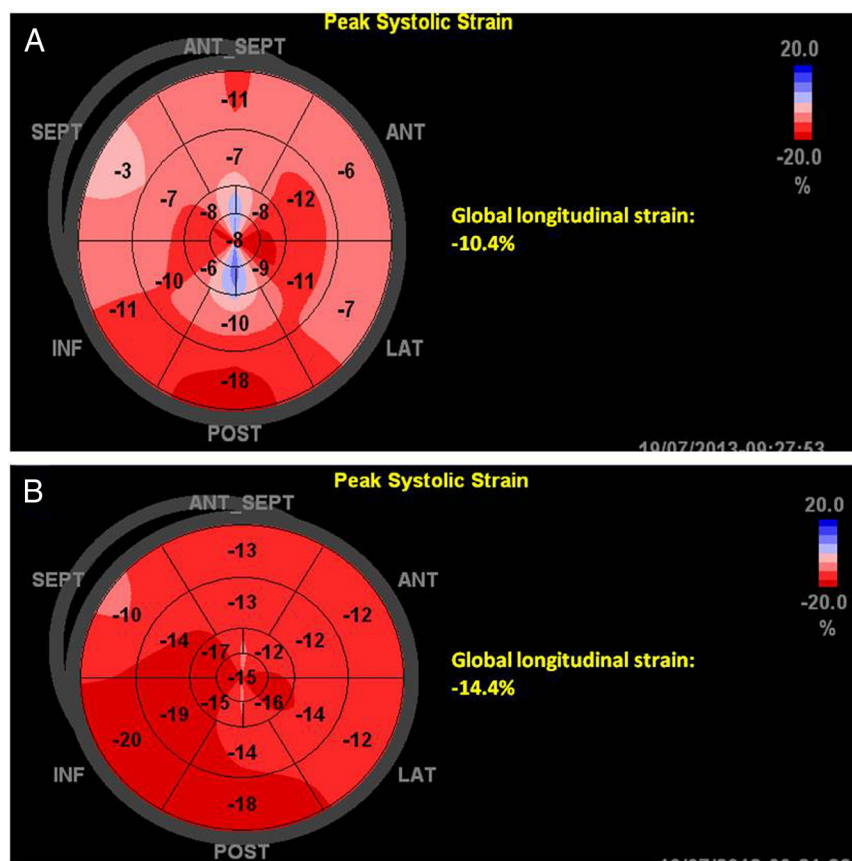 A
Peak Systolic Strain
ANT_SEPT
20.0
-11
SEPT
ANT
-7
-20.0
-3
-6
%
-7
-12
-8
-8
Global longitudinal strain:
-8
-10.4%
-6
-9
-10
-11
-11
-7
-10
INF
LAT
-18
POST
19/07/2013-09:27:53
B
Peak Systolic Strain
ANT_SEPT
20.0
-13
SEPT
ANT
-13
-20.0
-10
-12
%
-14
-12
-17
-12
Global longitudinal strain:
-15
-14.4%
-15
-16
-19
-14
-20
-12
-14
INF
LAT
-18
POST